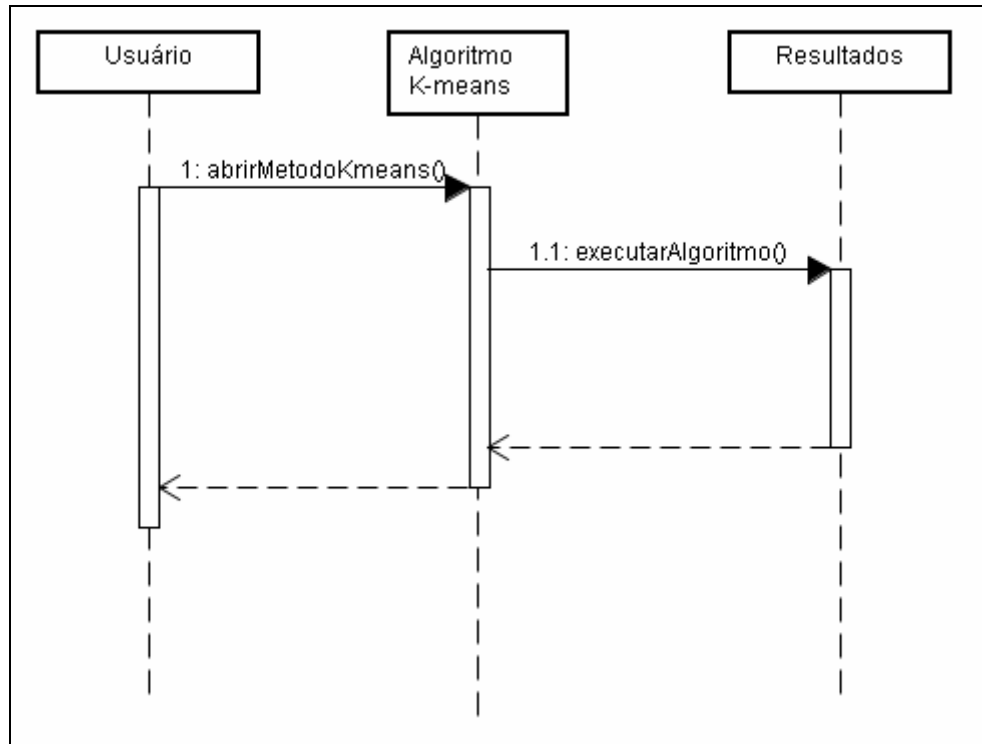 Usuário
Algoritmo
K-means
Resultados
1: abrirMetodoKmeans()
1.1: executarAlgoritmo()